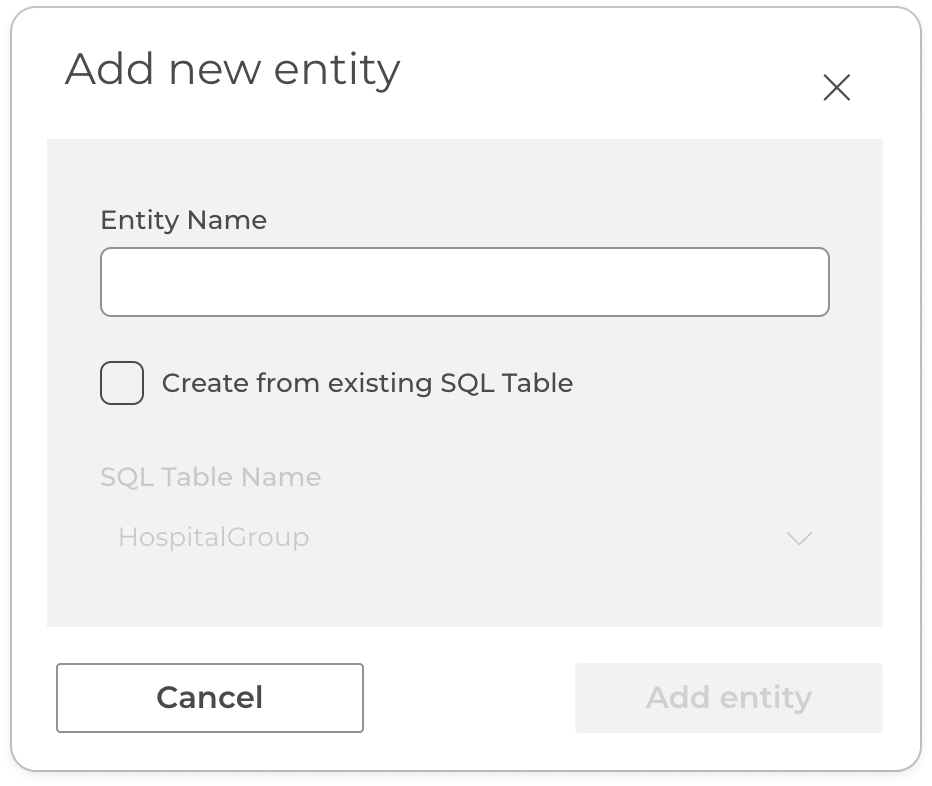 Add new entity
Entity Name
Create from existing SQL Table
SQL Table Name
HospitalGroup
Cancel
Add entity